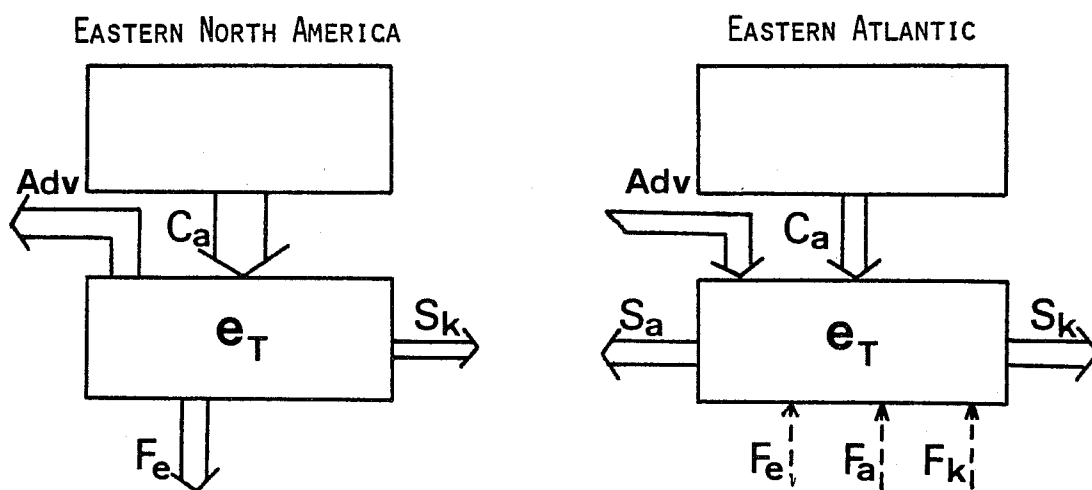 EASTERN NORTH AMERICA
Adv
Ca
eT
Sk
Fe
EASTERN ATLANTIC
Adv
Ca
Sa
eT
Sk
Fe
Fa
Fk